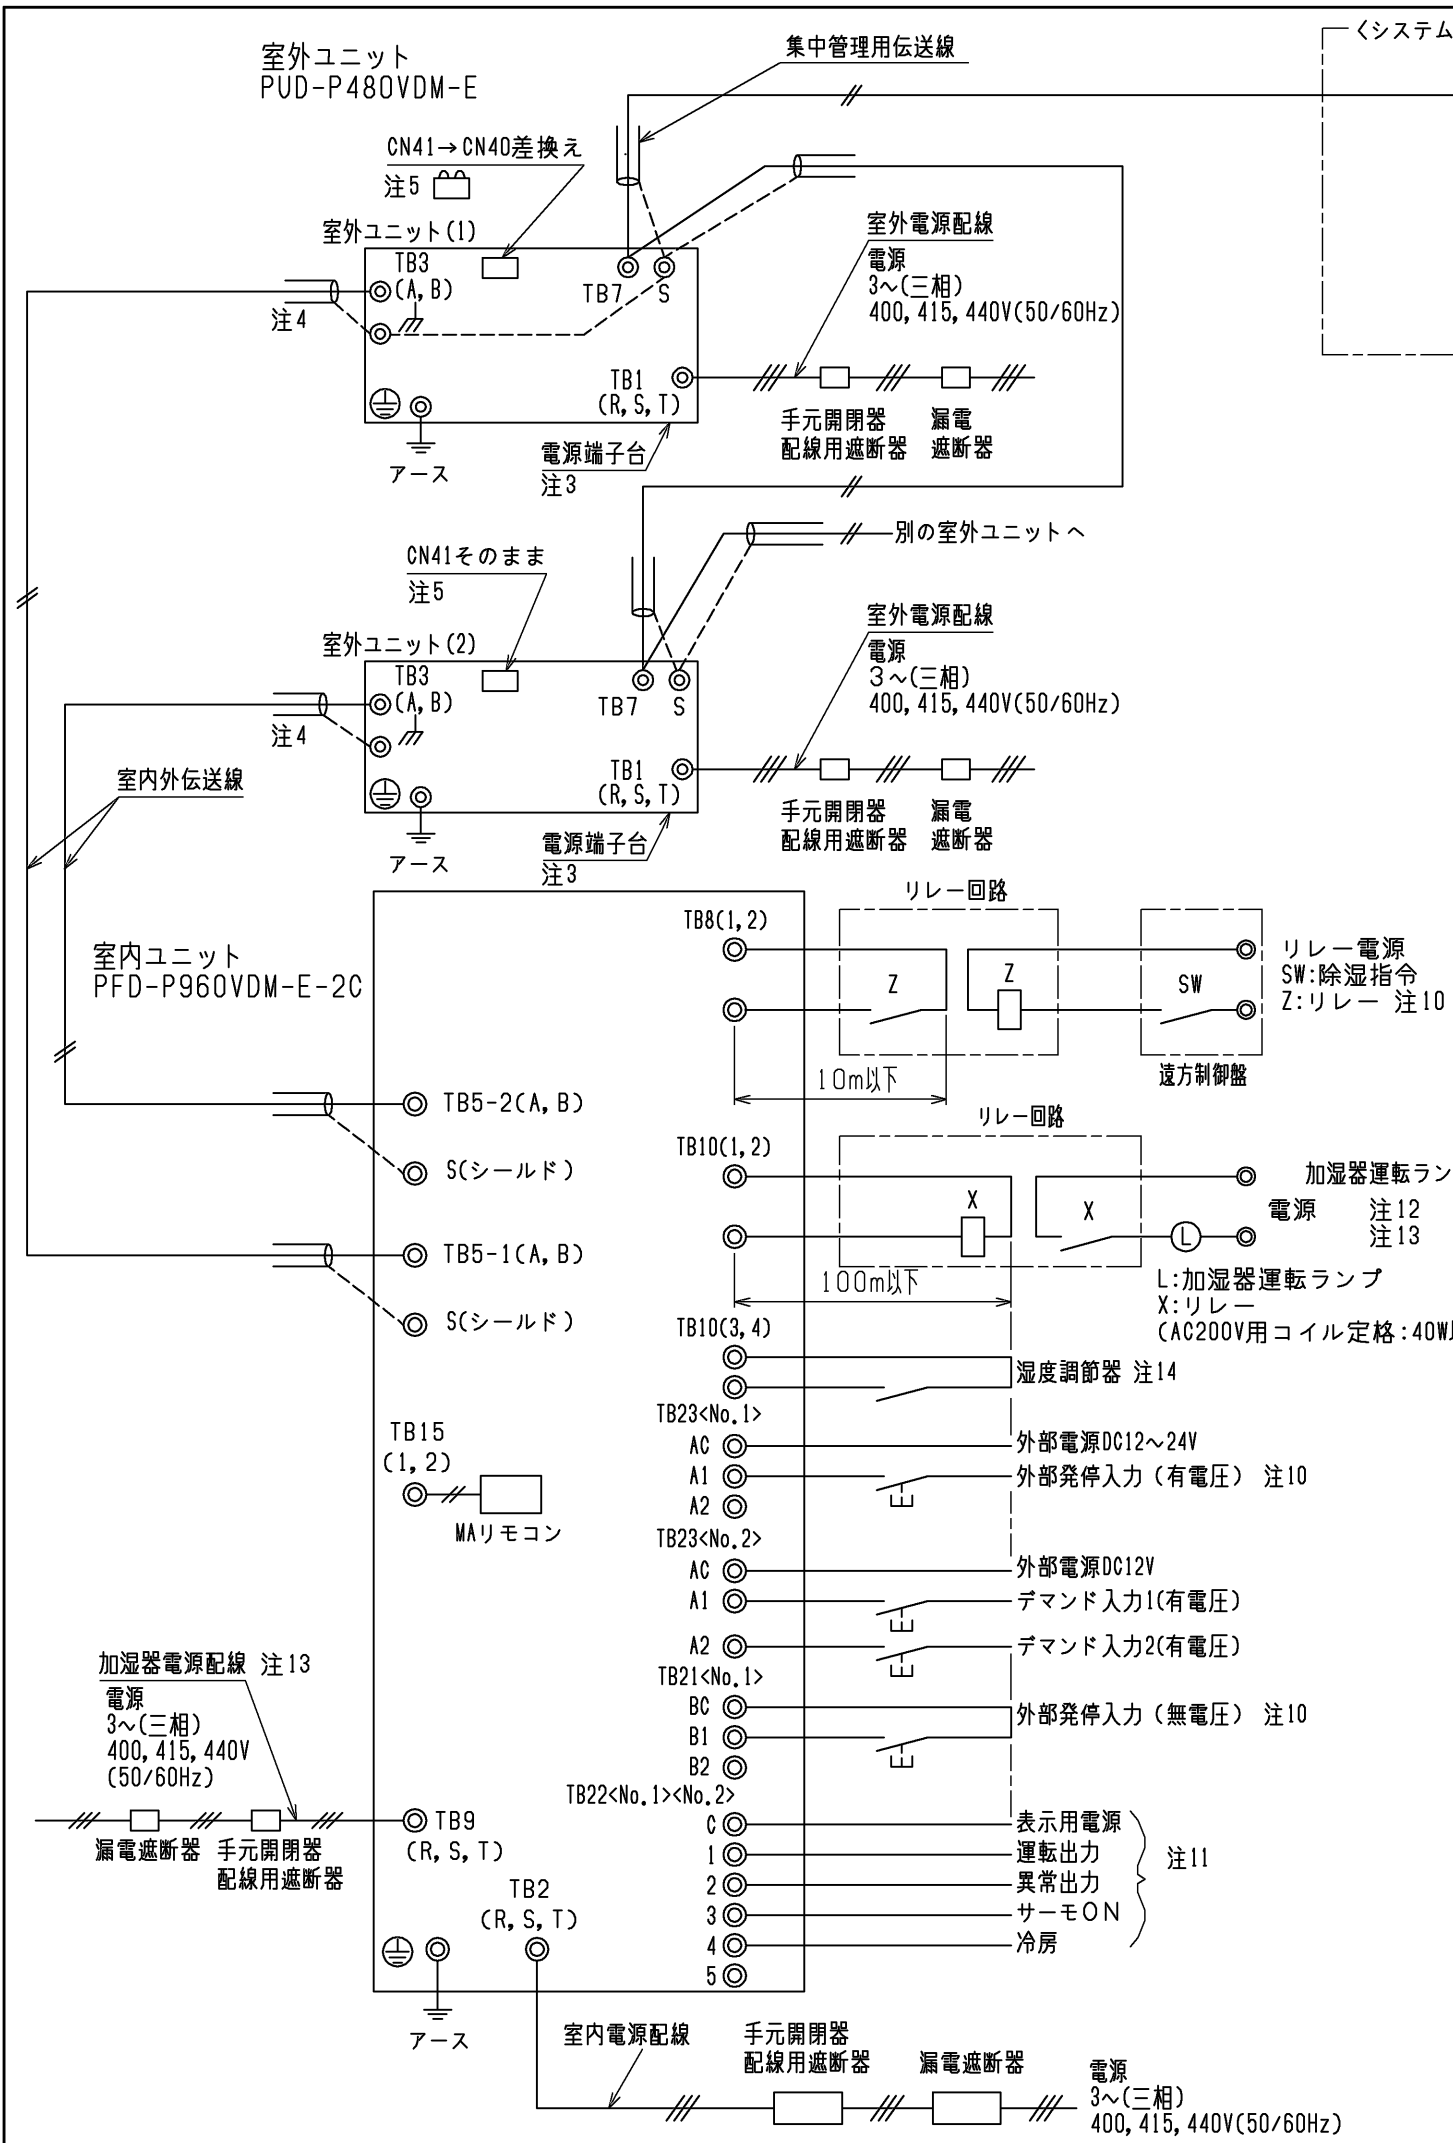 室外ユニット
PUD-P480VDM-E
集中管理用伝送線
〈システム
CN41→CN40差換え
注5
室外ユニット(1)
TB3
(A,B)
TB7
S
注4
室外電源配線
電源
3～(三相)
400,415,440V(50/60Hz)
TB1
(R,S,T)
手元開閉器
配線用遮断器
漏電
遮断器
アース
電源端子台
注3
別の室外ユニットへ
CN41そのまま
注5
室外ユニット(2)
TB3
(A,B)
TB7
S
注4
室外電源配線
電源
3～(三相)
400,415,440V(50/60Hz)
TB1
(R,S,T)
手元開閉器
配線用遮断器
漏電
遮断器
アース
電源端子台
注3
室内外伝送線
室内ユニット
PFD-P960VDM-E-2C
TB8(1,2)
リレー回路
Z
Z
SW
リレー電源
SW:除湿指令
Z:リレー 注10
遠方制御盤
10m以下
TB5-2(A,B)
S(シールド)
TB10(1,2)
リレー回路
X
X
L
加湿器運転ラン
電源 注12
注13
100m以下
L:加湿器運転ランプ
X:リレー
(AC200V用コイル定格:40W
TB5-1(A,B)
S(シールド)
TB10(3,4)
湿度調節器 注14
TB23<No.1>
AC
外部電源DC12～24V
A1
外部発停入力（有電圧） 注10
A2
TB15
(1,2)
MAリモコン
TB23<No.2>
AC
外部電源DC12V
A1
デマンド入力1(有電圧)
A2
デマンド入力2(有電圧)
TB21<No.1>
BC
外部発停入力（無電圧） 注10
B1
B2
加湿器電源配線 注13
電源
3～(三相)
400,415,440V
(50/60Hz)
漏電遮断器
手元開閉器
配線用遮断器
TB9
(R,S,T)
TB22<No.1><No.2>
C
表示用電源
1
運転出力
2
異常出力
3
サーモON
4
冷房
5
注11
TB2
(R,S,T)
アース
室内電源配線
手元開閉器
配線用遮断器
漏電遮断器
電源
3～(三相)
400,415,440V(50/60Hz)